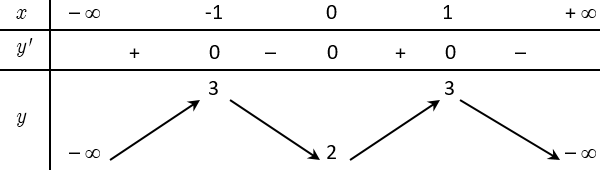 x – ∞ -1 0 1 + ∞
y′ + 0 – 0 + 0 –
3 3
y
– ∞ 2 – ∞